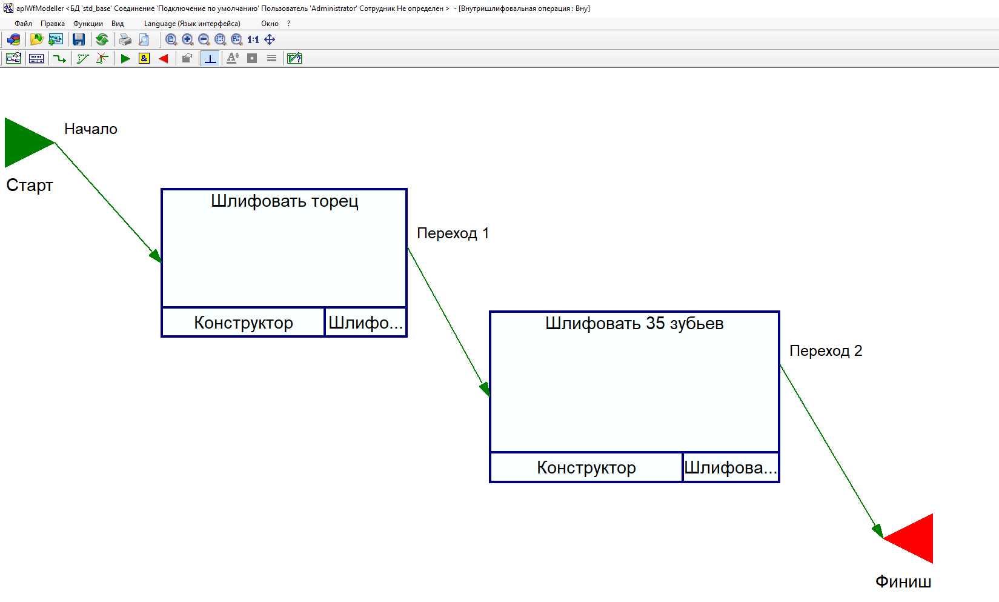 aplWfModeller <БД 'std_base' Соединение 'Подключение по умолчанию' Пользователь 'Administrator' Сотрудник Не определен > - [Внутришлифовальная операция : Вну]
Файл Правка Функции Вид Language (Язык интерфейса) Окно ?
1:1
&
A
Начало
Старт
Шлифовать торец
Переход 1
Конструктор Шлифо...
Шлифовать 35 зубьев
Переход 2
Конструктор Шлифова...
Финиш